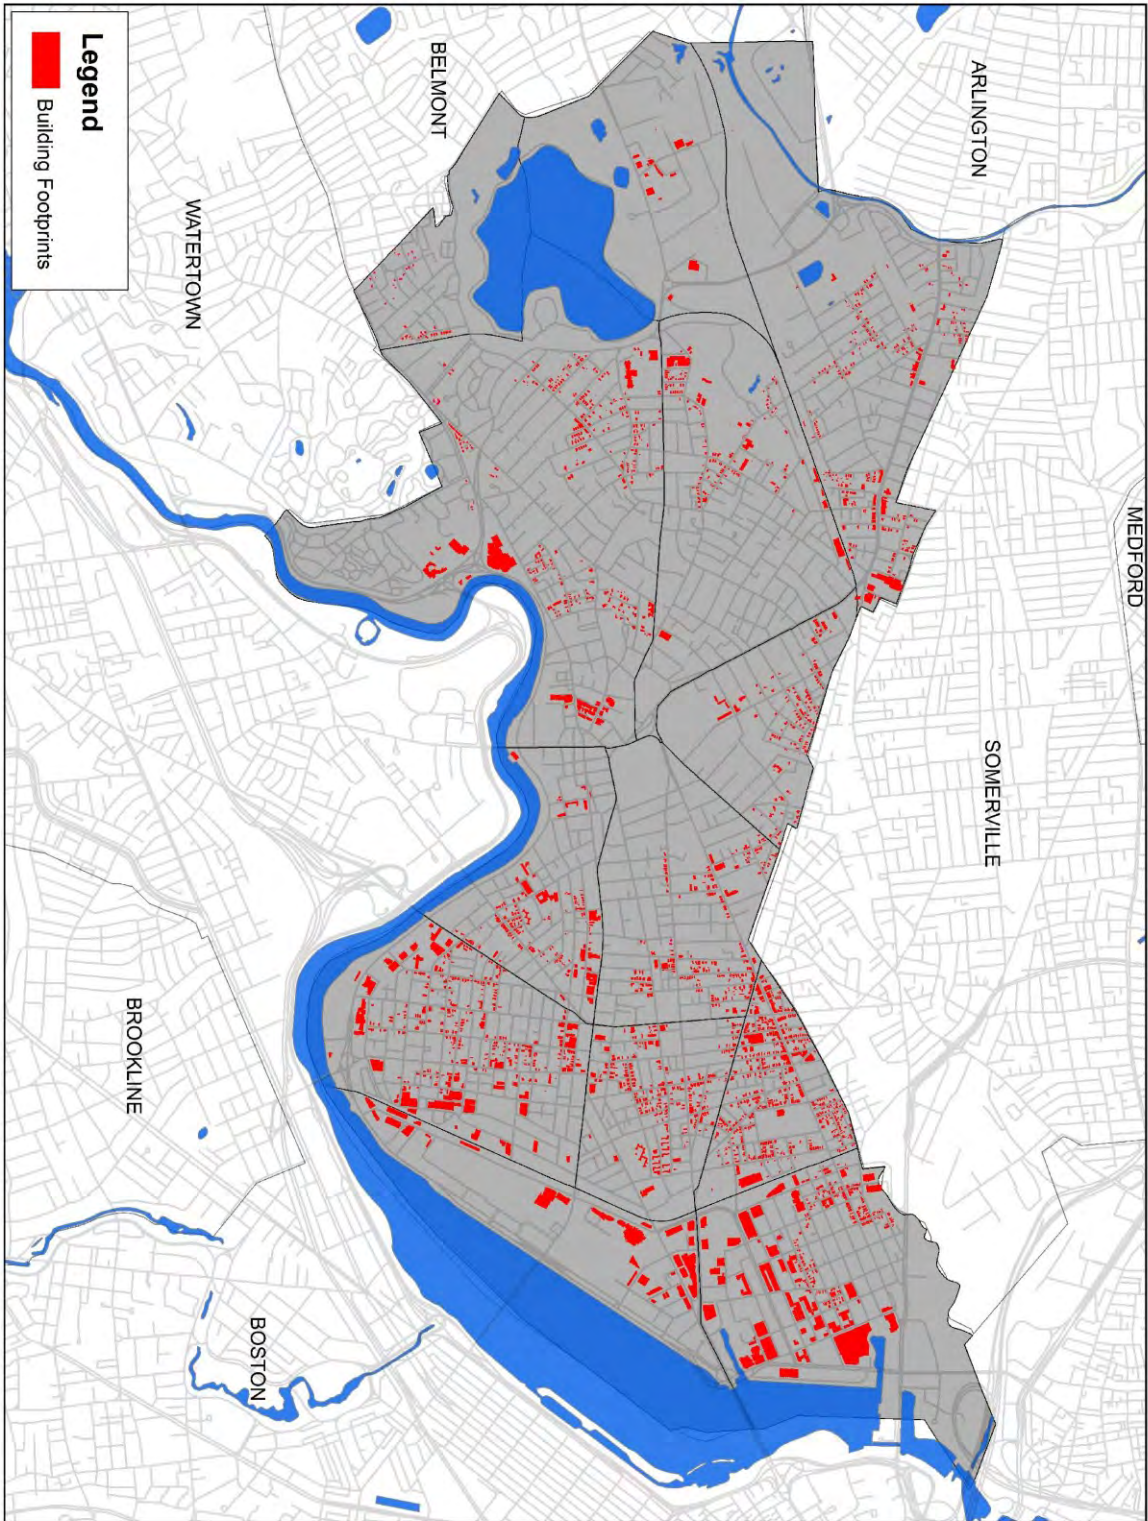 Legend
Building Footprints
ARLINGTON
BELMONT
WATERTOWN
MEDFORD
SOMERVILLE
BROOKLINE
BOSTON